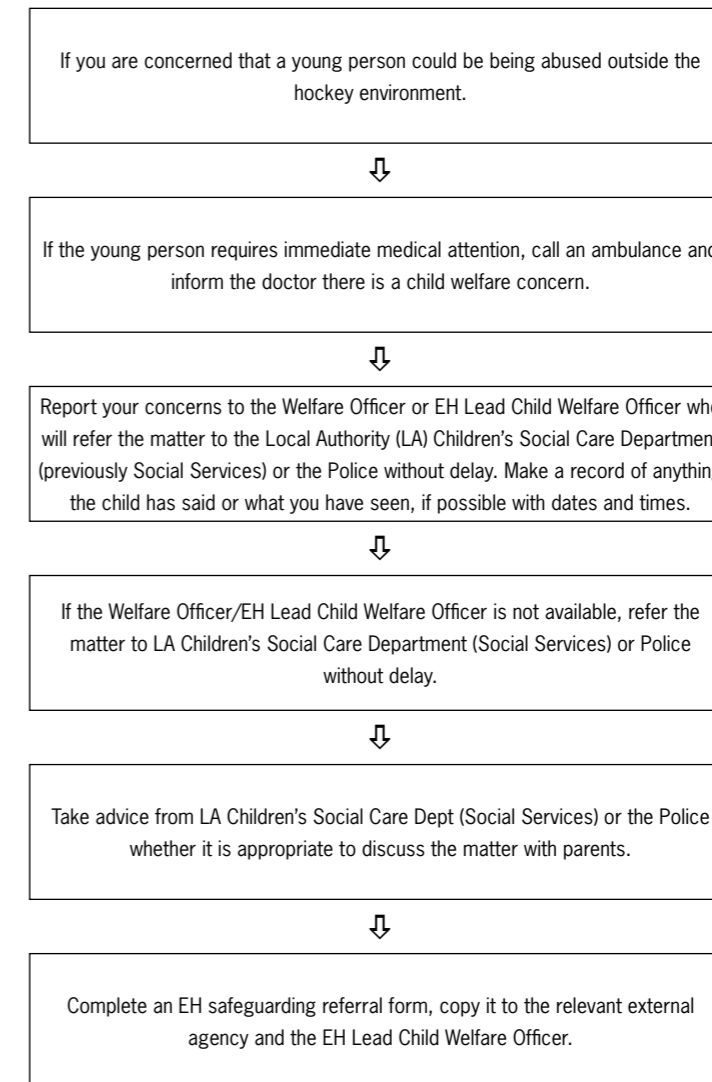 If you are concerned that a young person could be being abused outside the
hockey environment.
If the young person requires immediate medical attention, call an ambulance and
inform the doctor there is a child welfare concern.
Report your concerns to the Welfare Officer or EH Lead Child Welfare Officer who
will refer the matter to the Local Authority (LA) Children’s Social Care Departmen
(previously Social Services) or the Police without delay. Make a record of anythin
the child has said or what you have seen, if possible with dates and times.
If the Welfare Officer/EH Lead Child Welfare Officer is not available, refer the
matter to LA Children’s Social Care Department (Social Services) or Police
without delay.
Take advice from LA Children’s Social Care Dept (Social Services) or the Police
whether it is appropriate to discuss the matter with parents.
Complete an EH safeguarding referral form, copy it to the relevant external
agency and the EH Lead Child Welfare Officer.